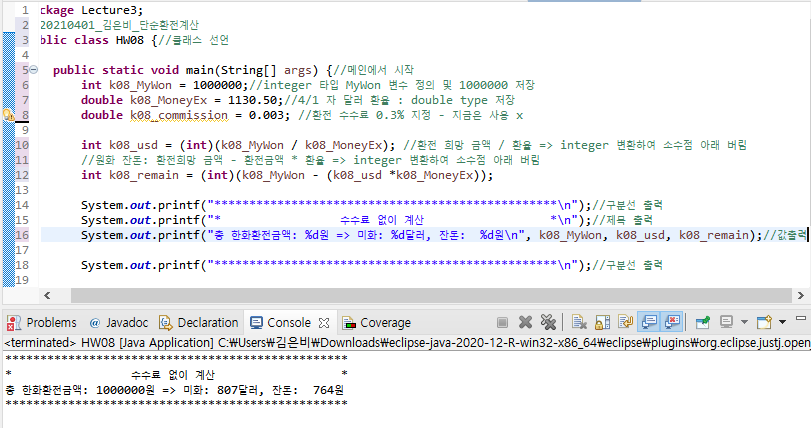 1 ckage Lecture3;
2 20210401_김은비_단순환전계산
3 blic class HW08 {//클래스 선언
4
5 public static void main(String[] args) {//메인에서 시작
6 int k08_MyWon = 1000000;//integer 타입 MyWon 변수 정의 및 1000000 저장
7 double k08_MoneyEx = 1130.50;//4/1 자 달러 환율 : double type 저장
8 double k08_commission = 0.003; //환전 수수료 0.3% 지정 - 지금은 사용 x
9
10 int k08_usd = (int)(k08_MyWon / k08_MoneyEx); //환전 희망 금액 / 환율 => integer 변환하여 소수점 아래 버림
11 //원화 잔돈: 환전희망 금액 - 환전금액 * 환율 => integer 변환하여 소수점 아래 버림
12 int k08_remain = (int)(k08_MyWon - (k08_usd *k08_MoneyEx));
13
14 System.out.printf("*************************************************\n");//구분선 출력
15 System.out.printf("*                 수수료 없이 계산                  *\n");//제목 출력
16 System.out.printf("총 한화환전금액: %d원 => 미화: %d달러, 잔돈:  %d원\n", k08_MyWon, k08_usd, k08_remain);//값출력
17
18 System.out.printf("*************************************************\n");//구분선 출력
19
Problems @ Javadoc Declaration Console Coverage
<terminated> HW08 [Java Application] C:₩Users₩김은비₩Downloads₩eclipse-java-2020-12-R-win32-x86_64₩eclipse₩plugins₩org.eclipse.justj.openj
*************************************************
*                 수수료 없이 계산                  *
총 한화환전금액: 1000000원 => 미화: 807달러, 잔돈:  764원
*************************************************